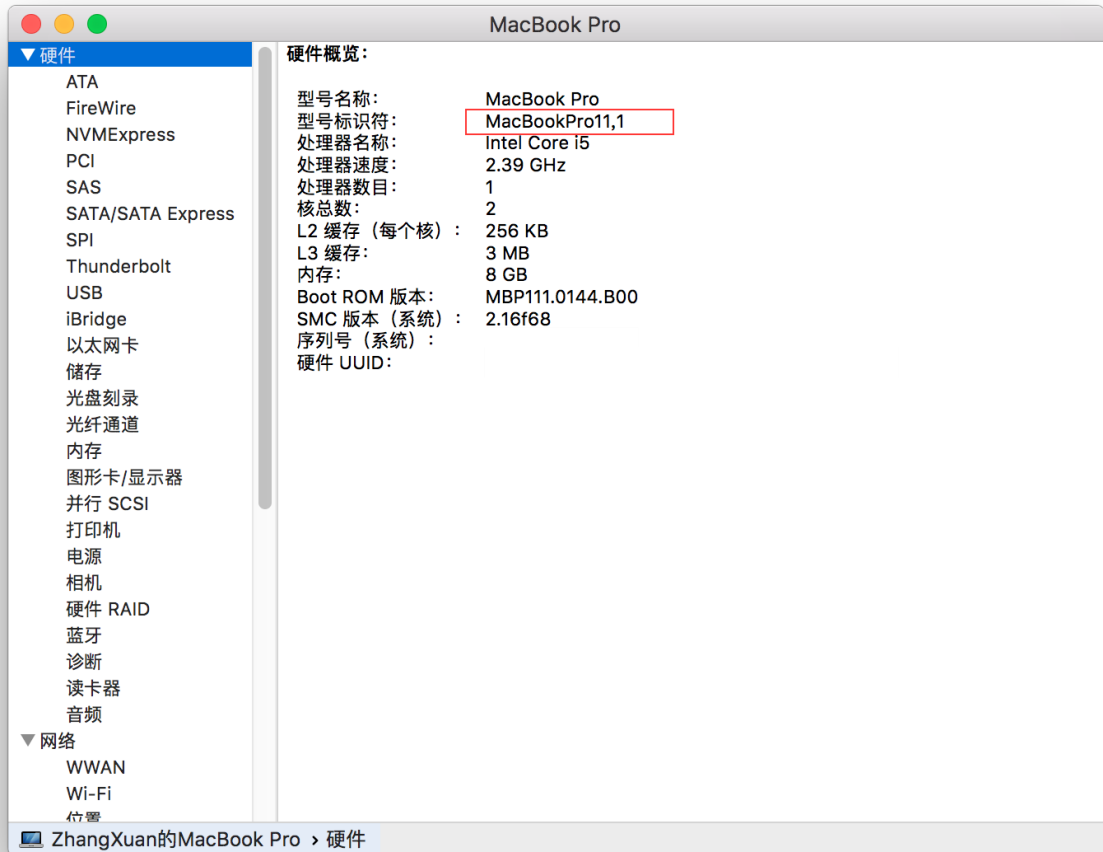 MacBook Pro
硬件
ATA
FireWire
NVMExpress
PCI
SAS
SATA/SATA Express
SPI
Thunderbolt
USB
iBridge
以太网卡
储存
光盘刻录
光纤通道
内存
图形卡/显示器
并行 SCSI
打印机
电源
相机
硬件 RAID
蓝牙
诊断
读卡器
音频
网络
WWAN
Wi-Fi
位置
硬件概览：
型号名称： MacBook Pro
型号标识符： MacBookPro11,1
处理器名称： Intel Core i5
处理器速度： 2.39 GHz
处理器数目： 1
核总数： 2
L2 缓存（每个核）： 256 KB
L3 缓存： 3 MB
内存： 8 GB
Boot ROM 版本： MBP111.0144.B00
SMC 版本（系统）： 2.16f68
序列号（系统）：
硬件 UUID：
ZhangXuan的MacBook Pro › 硬件